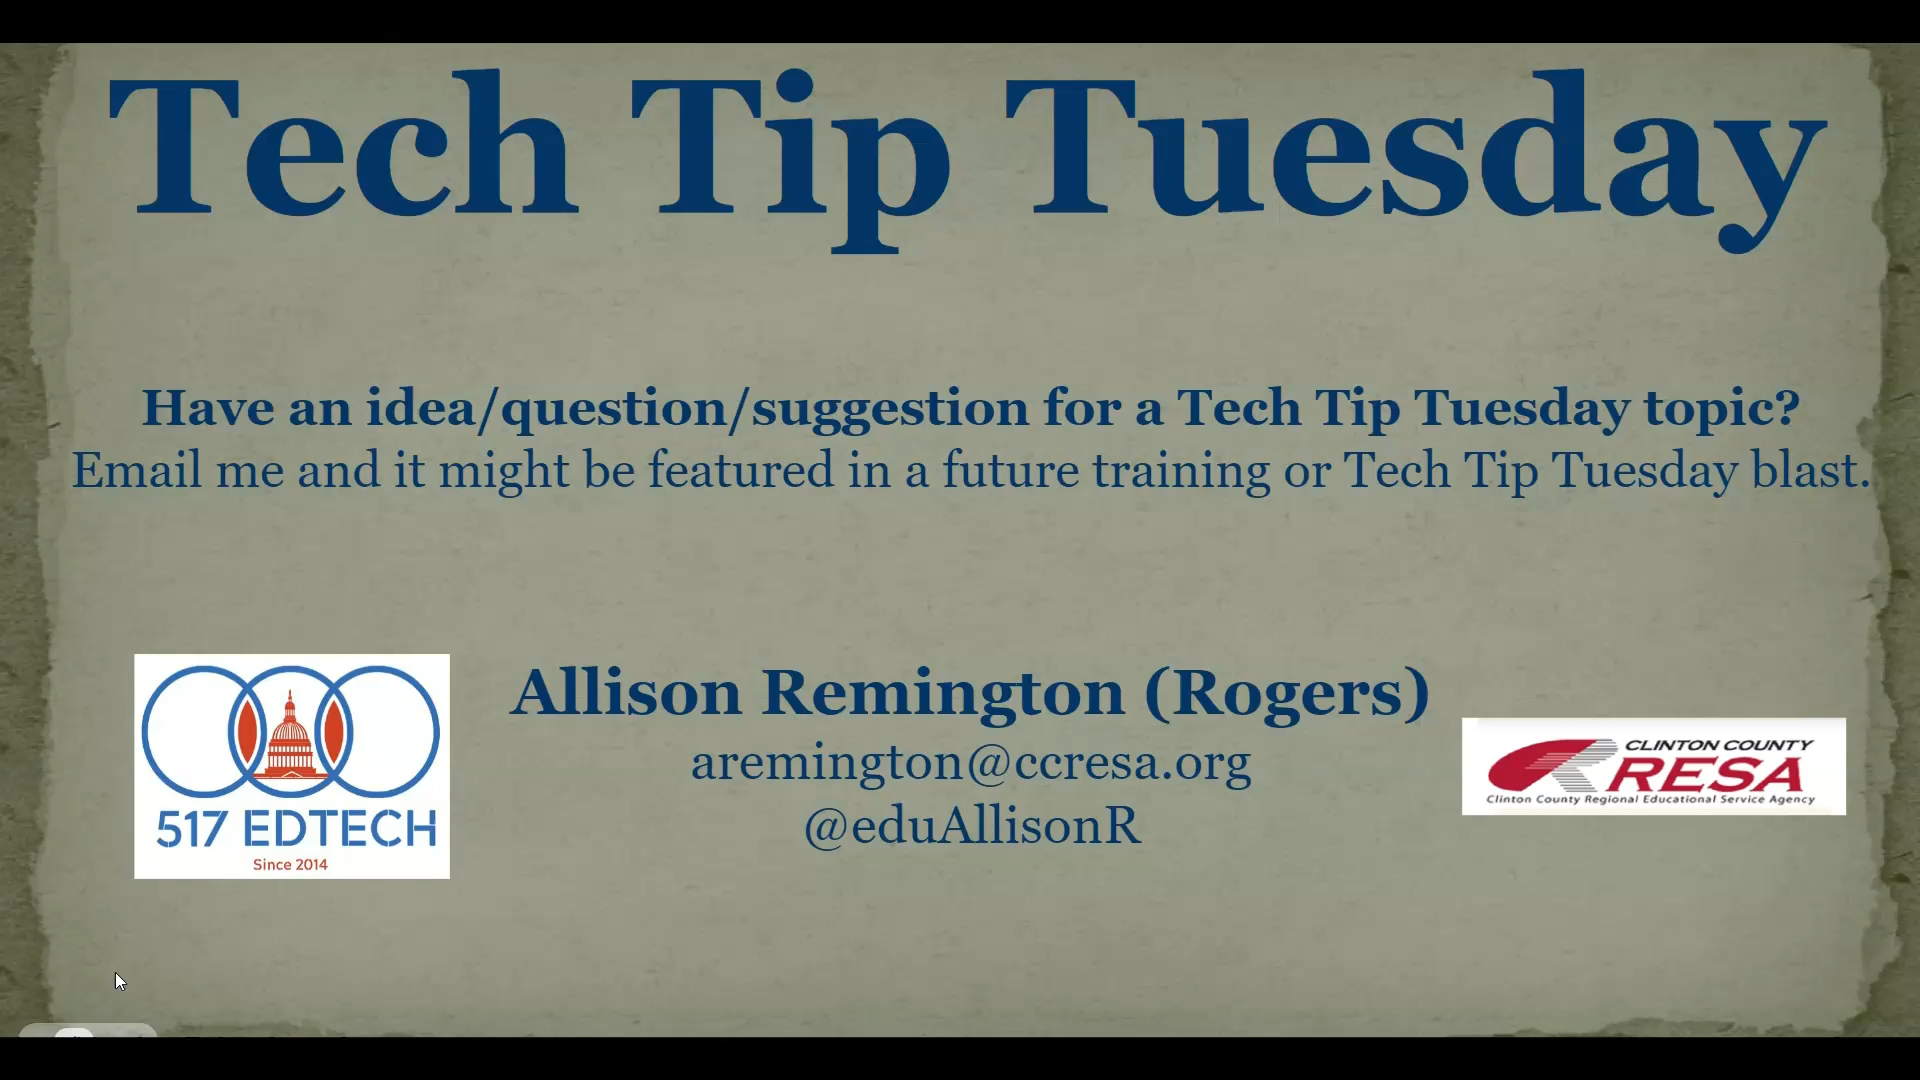 Tech Tip Tuesday
Have an idea/question/suggestion for a Tech Tip Tuesday topic?
Email me and it might be featured in a future training or Tech Tip Tuesday blast.
Allison Remington (Rogers)
aremington@ccresa.org
@eduAllisonR
517 EDTECH
Since 2014
CLINTON COUNTY
RESA
Clinton County Regional Educational Service Agency